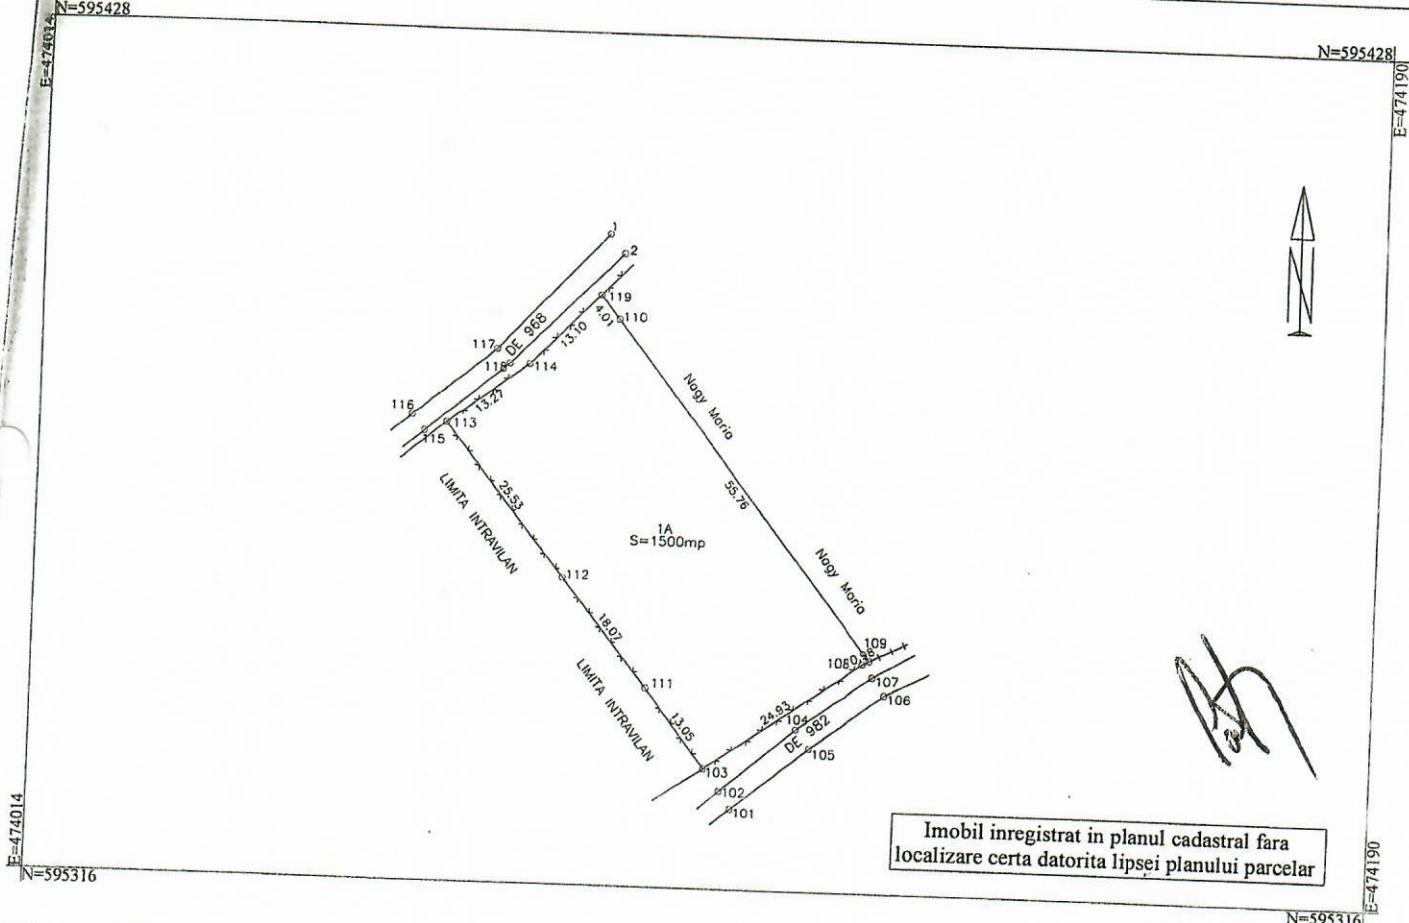 N=595428
E=474014
N=595428
E=474190
N
1
2
119
4.01
110
DE 968
13.10
117
118
114
116
13.27
113
115
Nagy Maria
25.53
LIMITA INTRAVILAN
55.76
1A
S=1500mp
112
Nagy Maria
18.07
109
0.98
108
LIMITA INTRAVILAN
111
107
106
24.93
13.05
104
DE 982
105
103
102
101
E=474014
N=595316
Imobil inregistrat in planul cadastral fara
localizare certa datorita lipsei planului parcelar
E=474190
N=595316